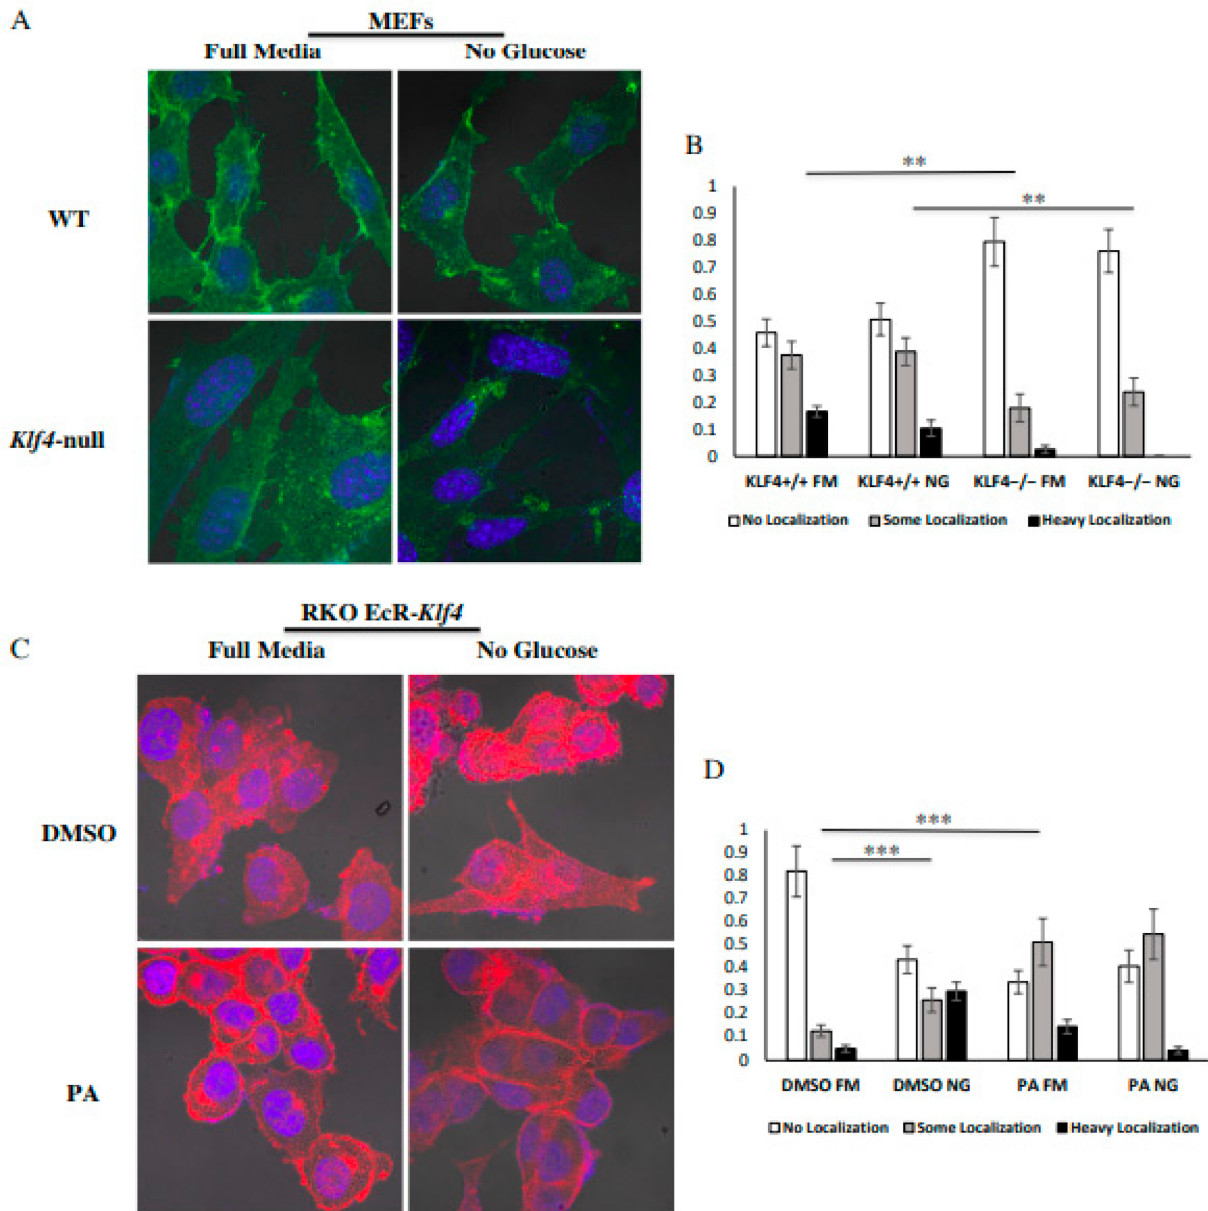 A
MEFs
Full Media
No Glucose
WT
Klf4-null
B
**
**
1
0.9
0.8
0.7
0.6
0.5
0.4
0.3
0.2
0.1
0
KLF4+/+ FM
KLF4+/+ NG
KLF4−/− FM
KLF4−/− NG
No Localization
Some Localization
Heavy Localization
C
RKO EcR-Klf4
Full Media
No Glucose
DMSO
PA
D
***
***
1
0.9
0.8
0.7
0.6
0.5
0.4
0.3
0.2
0.1
0
DMSO FM
DMSO NG
PA FM
PA NG
No Localization
Some Localization
Heavy Localization